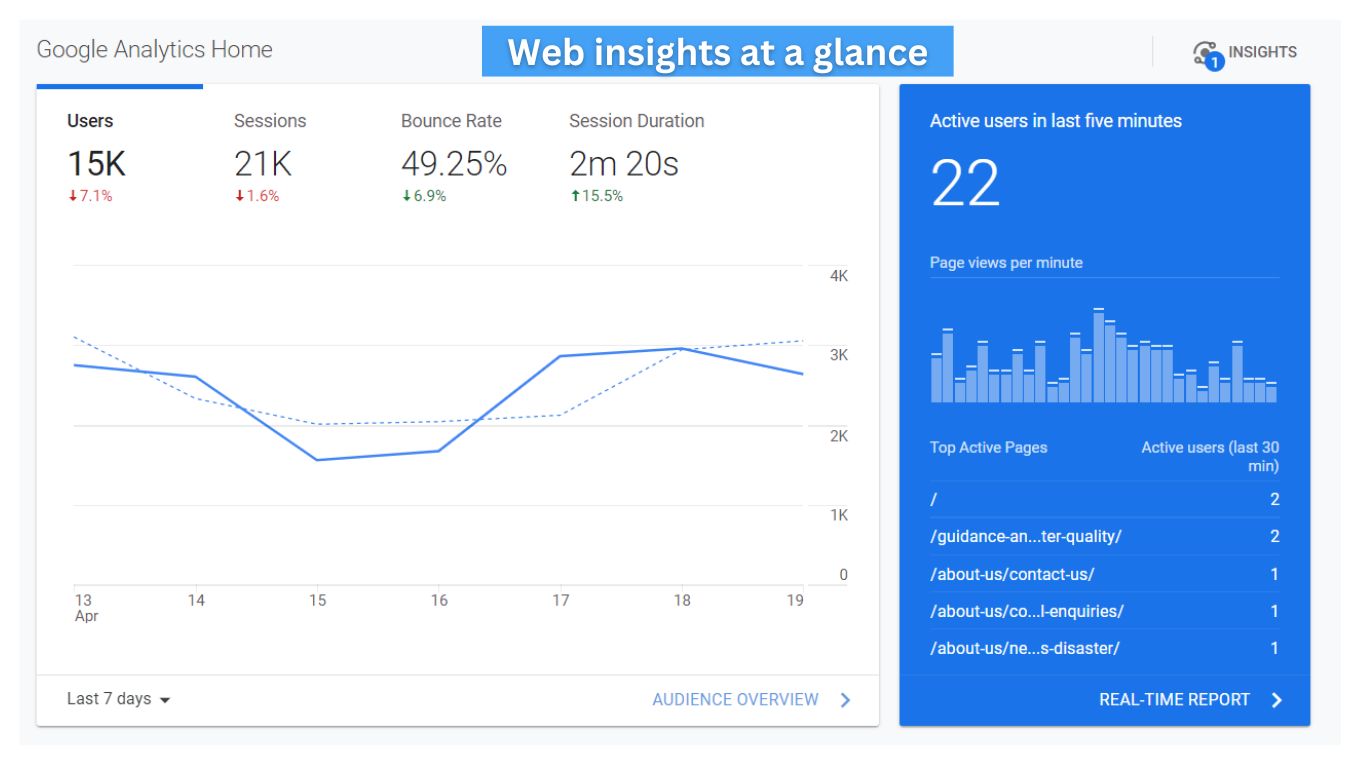 Google Analytics Home
Web insights at a glance
1 INSIGHTS
Users Sessions Bounce Rate Session Duration
15K 21K 49.25% 2m 20s
↓7.1% ↓1.6% ↓6.9% ↑15.5%
4K
3K
2K
1K
0
13 14 15 16 17 18 19
Apr
Last 7 days
AUDIENCE OVERVIEW
Active users in last five minutes
22
Page views per minute
Top Active Pages Active users (last 30
min)
/ 2
/guidance-an...ter-quality/ 2
/about-us/contact-us/ 1
/about-us/co...l-enquiries/ 1
/about-us/ne...s-disaster/ 1
REAL-TIME REPORT